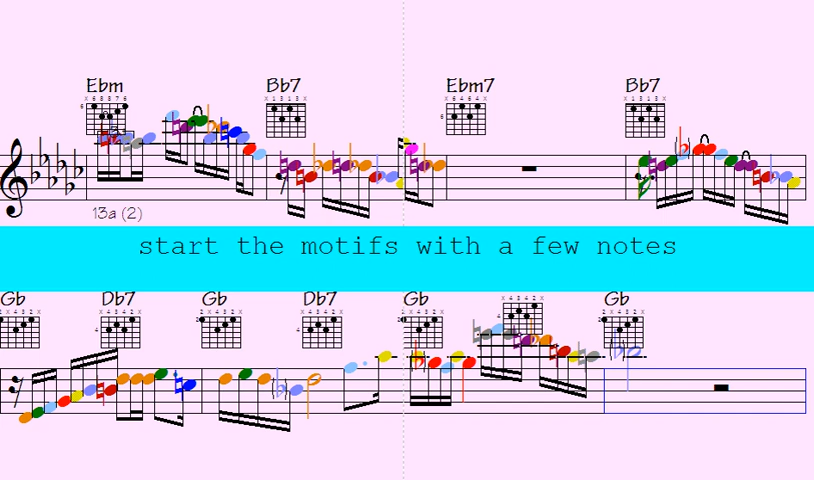 Ebm Bb7 Ebm7 Bb7
13a (2)
start the motifs with a few notes
Gb Db7 Gb Db7 Gb Gb